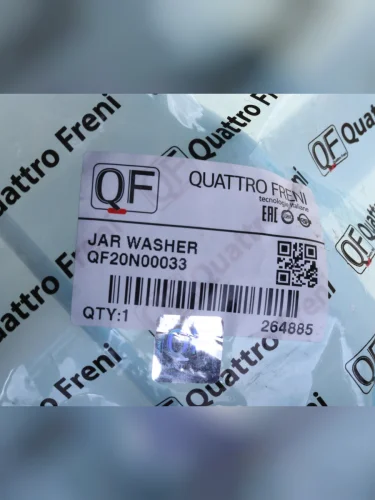 Quattro Freni
QF Quattro Freni
QF
QUATTRO FRENI
tecnologia italiana
EAC
JAR WASHER
QF20N00033
QTY:1
264885
Quattro Freni
QF Quattro Freni
QF